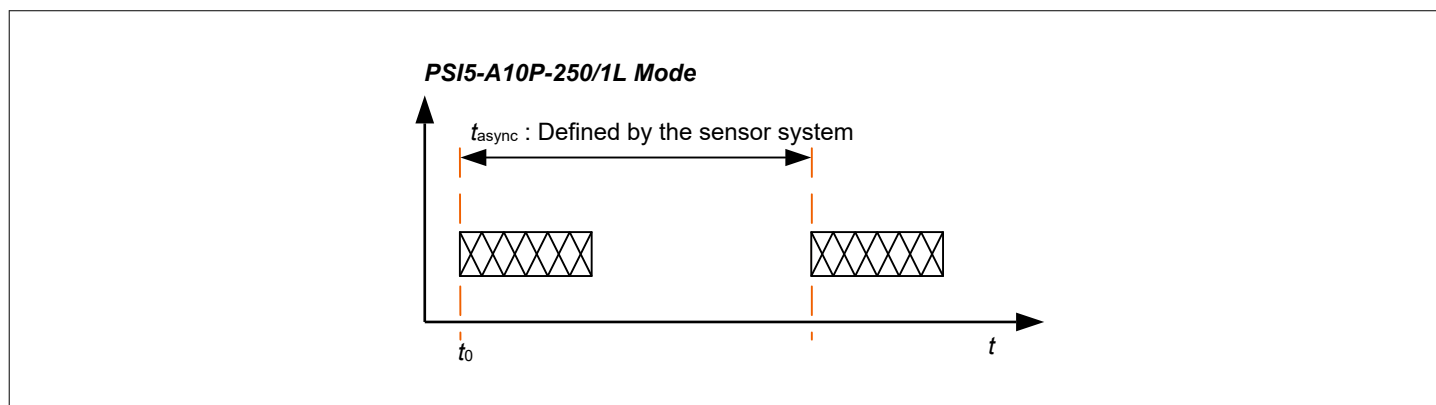 PSI5-A10P-250/1L Mode
tasync : Defined by the sensor system
t0
t